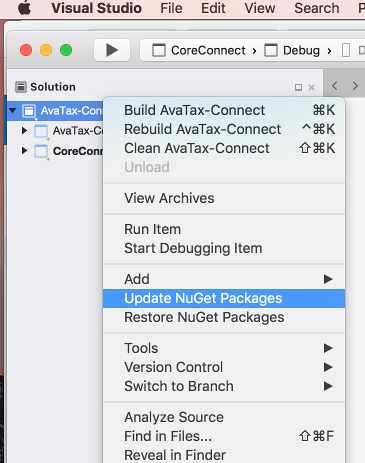 Visual Studio File Edit View Search
CoreConnect > Debug
Solution
AvaTax-Con
AvaTax-Co
CoreConn
Build AvaTax-Connect ⌘K
Rebuild AvaTax-Connect ^⌘K
Clean AvaTax-Connect ⇧⌘K
Unload
View Archives
Run Item
Start Debugging Item
Add
Update NuGet Packages
Restore NuGet Packages
Tools
Version Control
Switch to Branch
Analyze Source
Find in Files... ⇧⌘F
Reveal in Finder